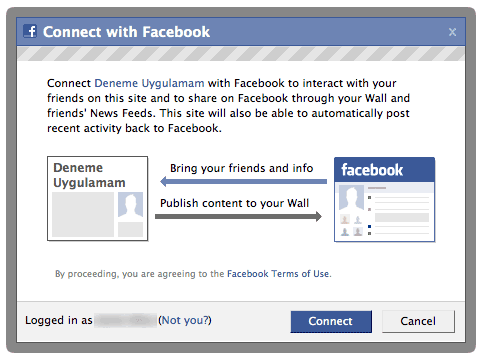 f Connect with Facebook x
Connect Deneme Uygulamam with Facebook to interact with your
friends on this site and to share on Facebook through your Wall and
friends' News Feeds. This site will also be able to automatically post
recent activity back to Facebook.
Deneme
Uygulamam
Bring your friends and info
Publish content to your Wall
facebook
By proceeding, you are agreeing to the Facebook Terms of Use.
Logged in as (Not you?)
Connect
Cancel